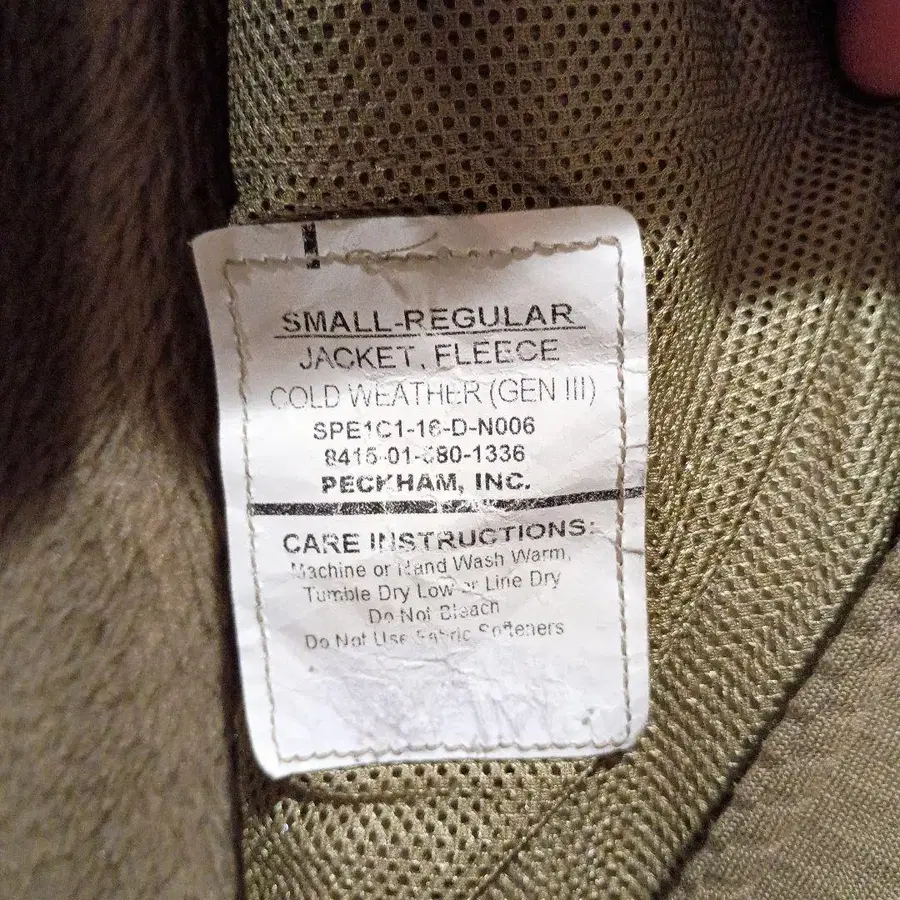 SMALL-REGULAR
JACKET, FLEECE
COLD WEATHER (GEN III)
SPE1C1-16-D-N006
8415-01-580-1336
PECKHAM, INC.
CARE INSTRUCTIONS:
Machine or Hand Wash Warm,
Tumble Dry Low or Line Dry
Do Not Bleach
Do Not Use Fabric Softeners